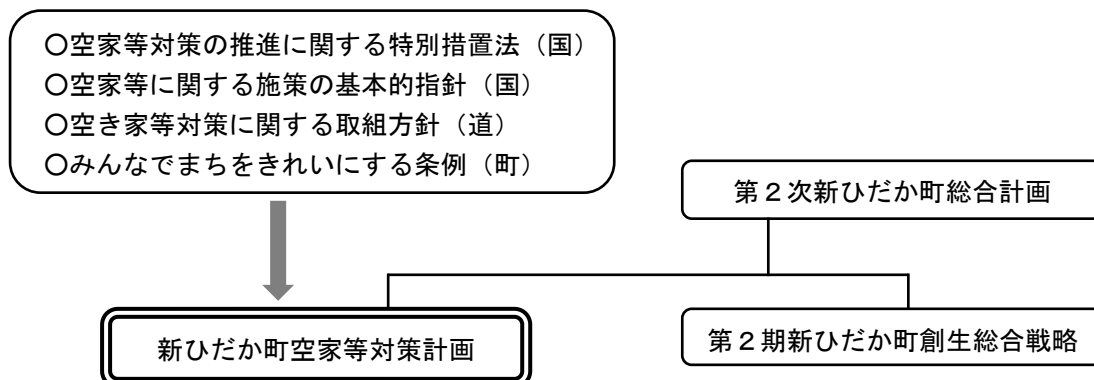 〇空家等対策の推進に関する特別措置法（国）
〇空家等に関する施策の基本的指針（国）
〇空き家等対策に関する取組方針（道）
〇みんなでまちをきれいにする条例（町）
第２次新ひだか町総合計画
新ひだか町空家等対策計画
第２期新ひだか町創生総合戦略